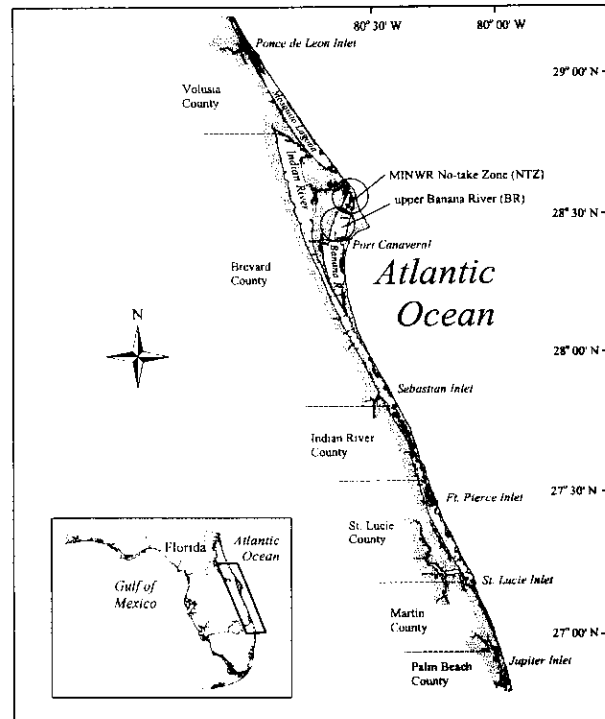 80° 30' W
80° 00' W
Ponce de Leon Inlet
29° 00' N
Volusia
County
Mosquito Lagoon
MINWR No-take Zone (NTZ)
Indian River
upper Banana River (BR)
28° 30' N
Port Canaveral
Banana R.
Brevard
County
Atlantic
Ocean
N
28° 00' N
Sebastian Inlet
Indian River
County
27° 30' N
Ft. Pierce Inlet
St. Lucie
County
St. Lucie Inlet
Martin
County
27° 00' N
Jupiter Inlet
Palm Beach
County
Florida
Atlantic
Ocean
Gulf of
Mexico